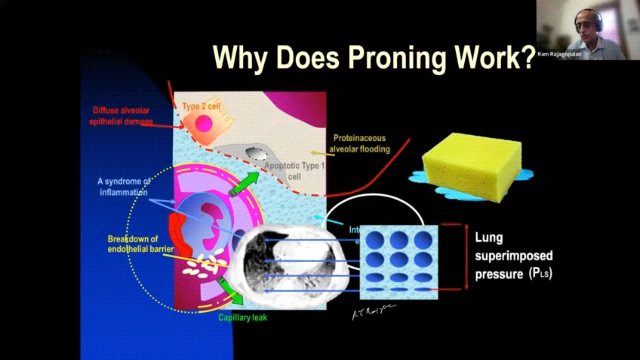 Ram Rajagopalan
Why Does Proning Work?
Diffuse alveolar
epithelial damage
Type 2 cell
Proteinaceous
alveolar flooding
Apoptotic Type 1
cell
A syndrome of
inflammation
Breakdown of
endothelial barrier
Capillary leak
Lung
superimposed
pressure (PLS)